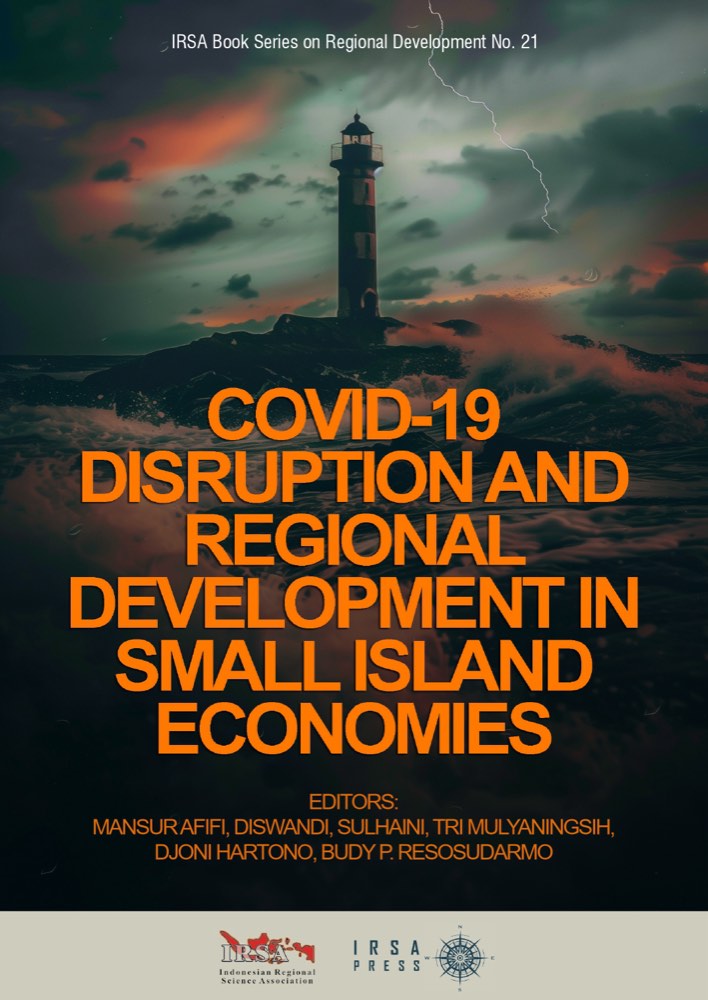 IRSA Book Series on Regional Development No. 21
COVID-19
DISRUPTION AND
REGIONAL
DEVELOPMENT IN
SMALL ISLAND
ECONOMIES
EDITORS:
MANSUR AFIFI, DISWANDI, SULHAINI, TRI MULYANINGSIH,
DJONI HARTONO, BUDY P. RESOSUDARMO
IRSA
Indonesian Regional
Science Association
IRSA
PRESS
N
W E
S